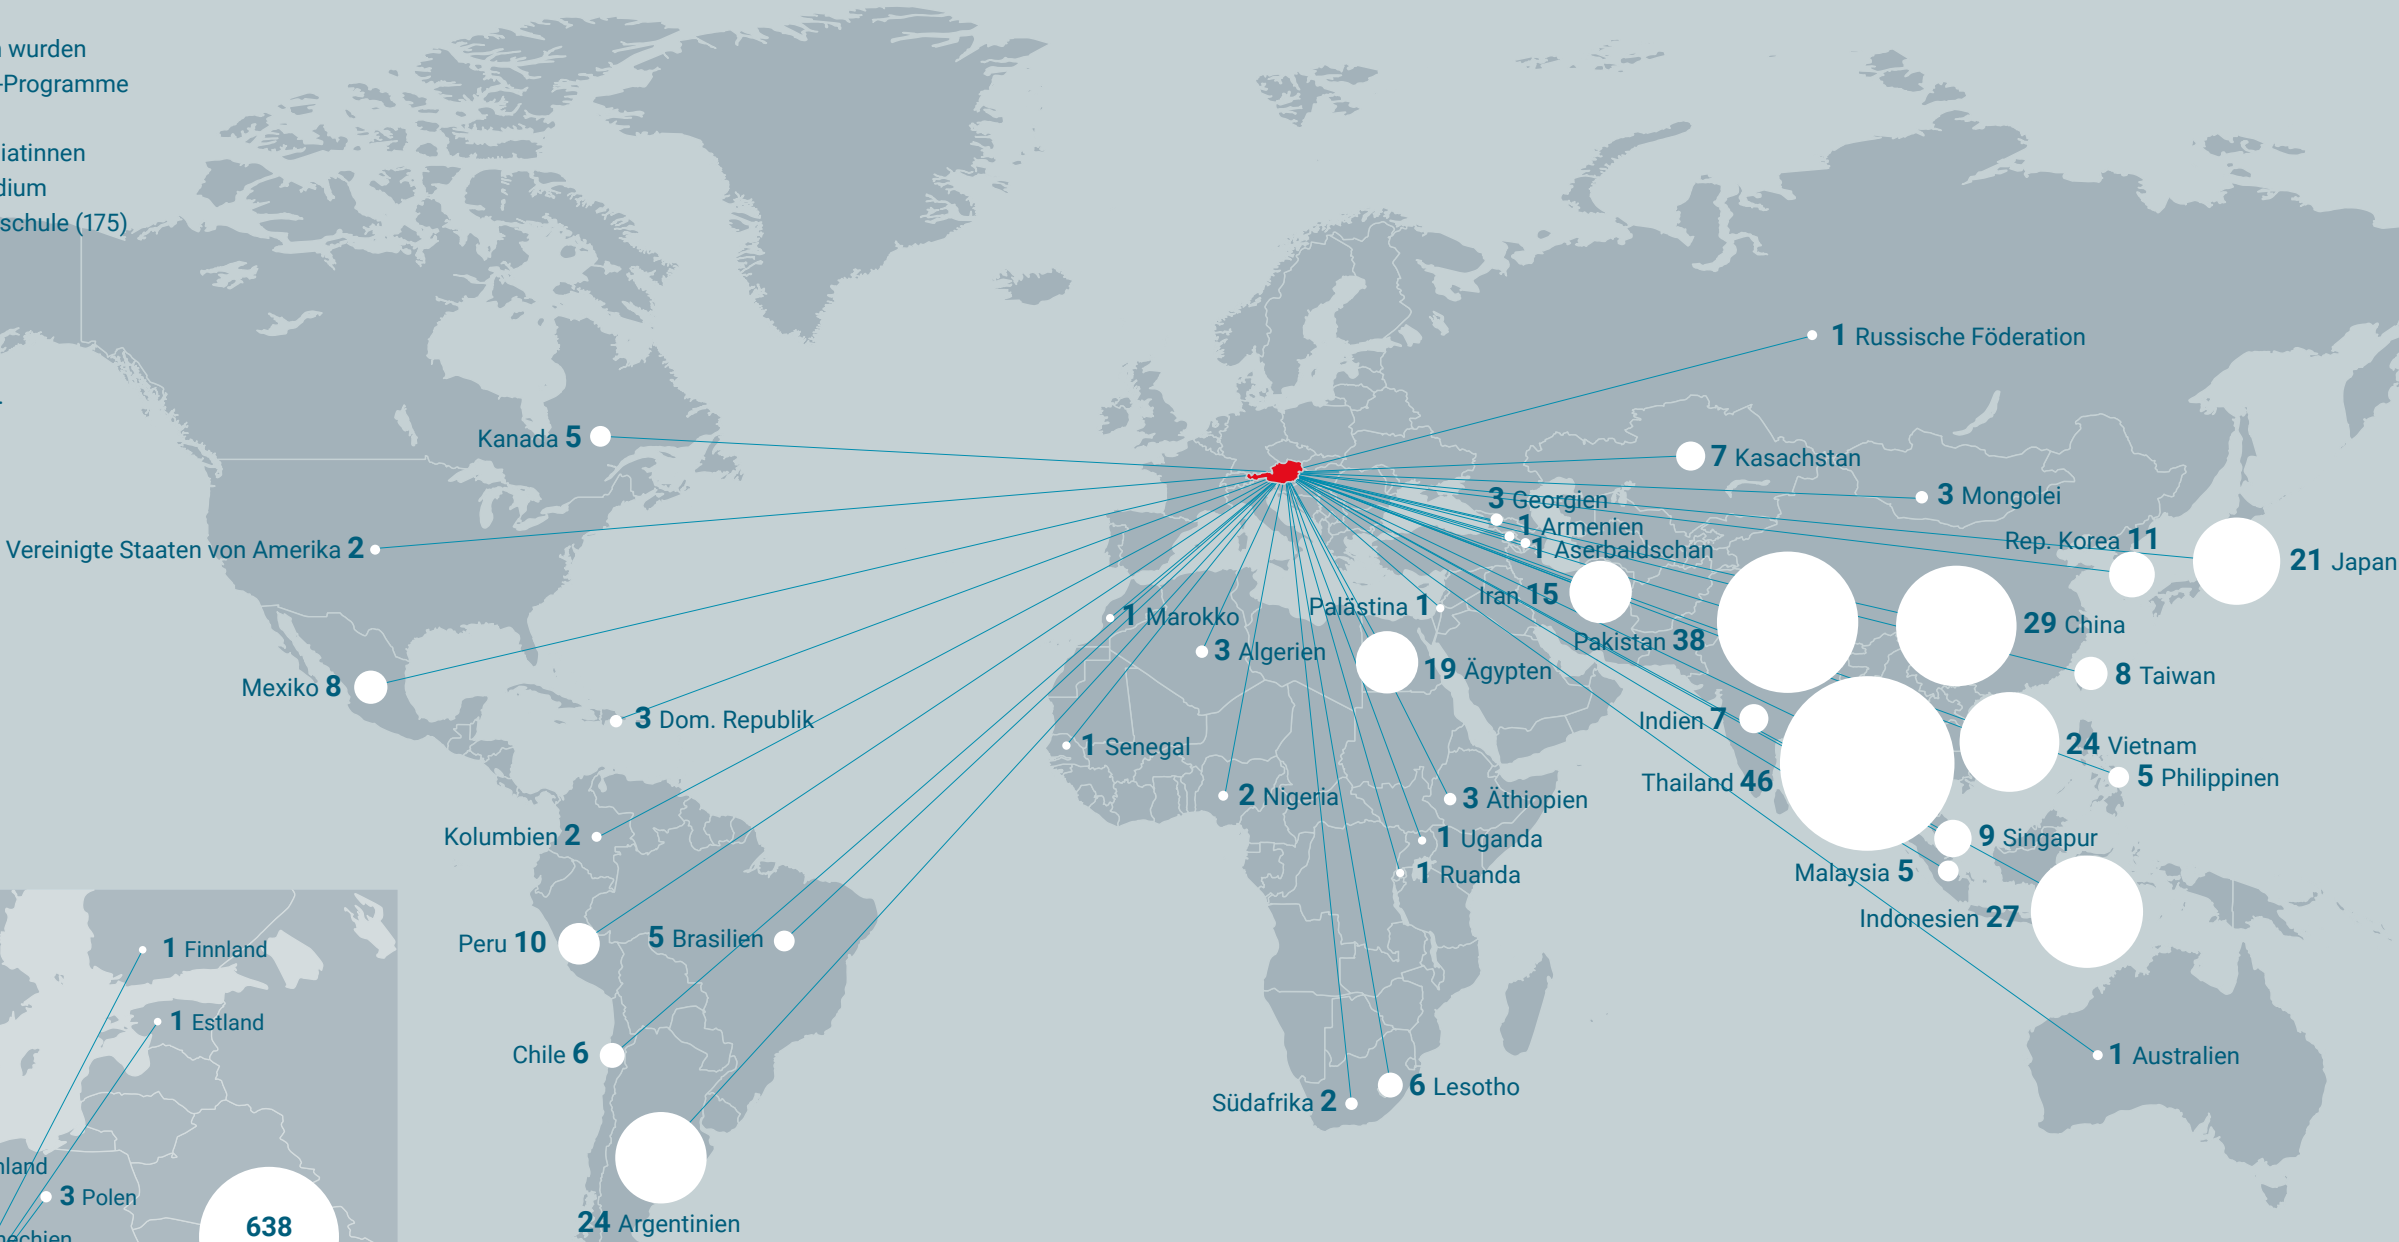 wurden
-Programme
schule (175)
1 Russische Föderation
Kanada 5
7 Kasachstan
3 Mongolei
3 Georgien
1 Armenien
1 Aserbaidschan
Rep. Korea 11
21 Japan
Vereinigte Staaten von Amerika 2
Iran 15
Palästina 1
1 Marokko
29 China
Pakistan 38
3 Algerien
19 Ägypten
8 Taiwan
Mexiko 8
3 Dom. Republik
Indien 7
1 Senegal
24 Vietnam
Thailand 46
5 Philippinen
2 Nigeria
3 Äthiopien
Kolumbien 2
1 Uganda
9 Singapur
Malaysia 5
1 Ruanda
Indonesien 27
Peru 10
5 Brasilien
1 Finnland
1 Estland
Chile 6
1 Australien
6 Lesotho
Südafrika 2
3 Polen
638
24 Argentinien